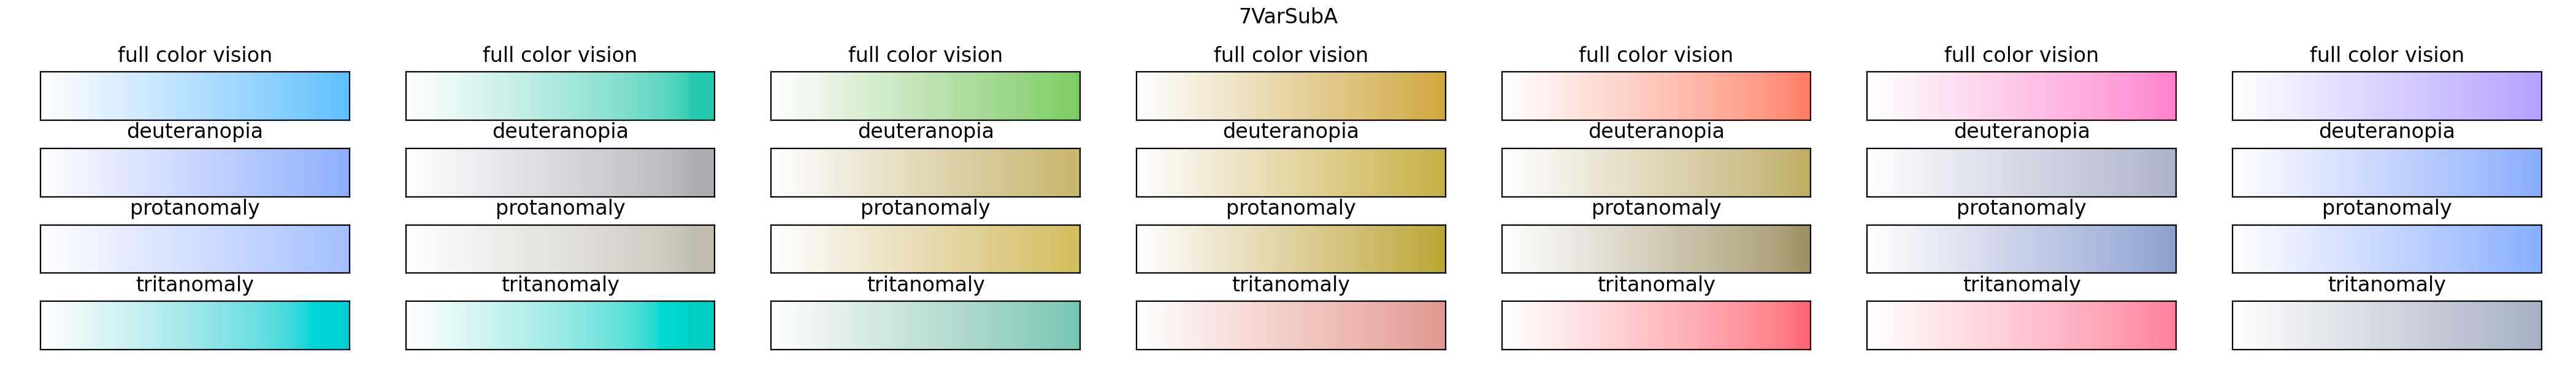 7VarSubA
full color vision full color vision full color vision full color vision full color vision full color vision full color vision
deuteranopia deuteranopia deuteranopia deuteranopia deuteranopia deuteranopia deuteranopia
protanomaly protanomaly protanomaly protanomaly protanomaly protanomaly protanomaly
tritanomaly tritanomaly tritanomaly tritanomaly tritanomaly tritanomaly tritanomaly